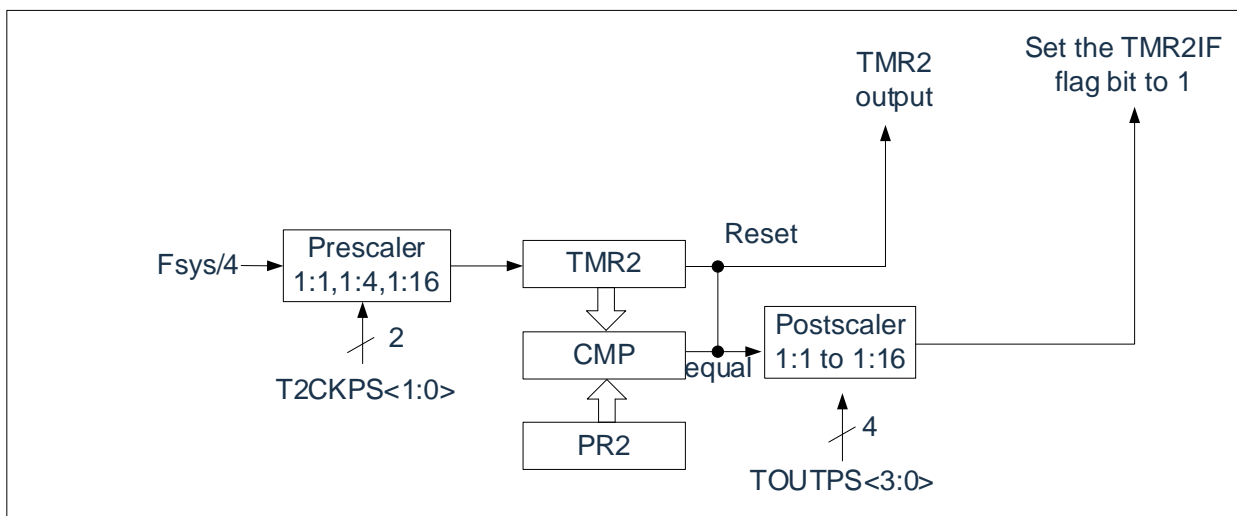 TMR2
output
Set the TMR2IF
flag bit to 1
Fsys/4
Prescaler
1:1,1:4,1:16
TMR2
Reset
2
T2CKPS<1:0>
CMP
equal
Postscaler
1:1 to 1:16
PR2
4
TOUTPS<3:0>